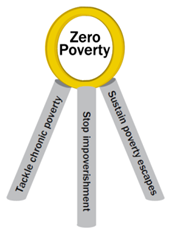 Zero
Poverty
Tackle chronic poverty
Stop impoverishment
Sustain poverty escapes